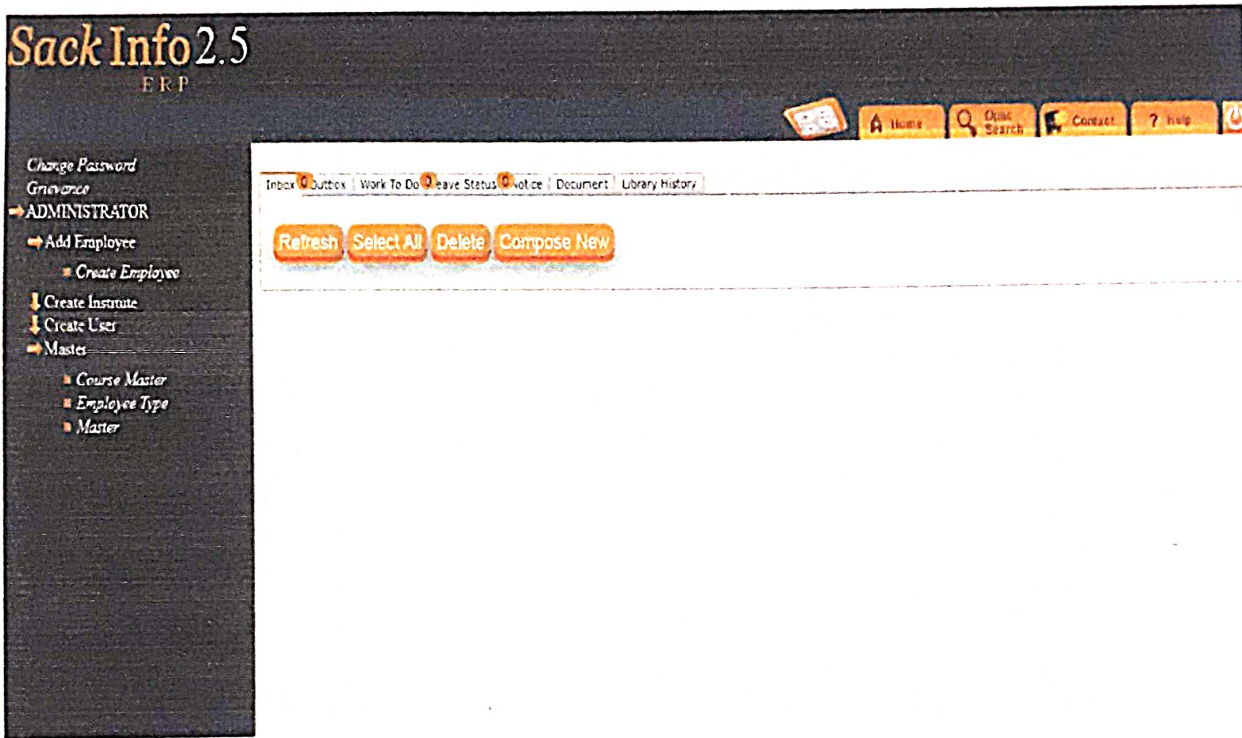 Sack Info 2.5
ERP
Home
Opac Search
Contact
? Help
Change Password
Grievance
ADMINISTRATOR
Add Employee
Create Employee
Create Institute
Create User
Master
Course Master
Employee Type
Master
Inbox 0 Outbox Work To Do 0 Leave Status 0 Notice Document Library History
Refresh Select All Delete Compose New